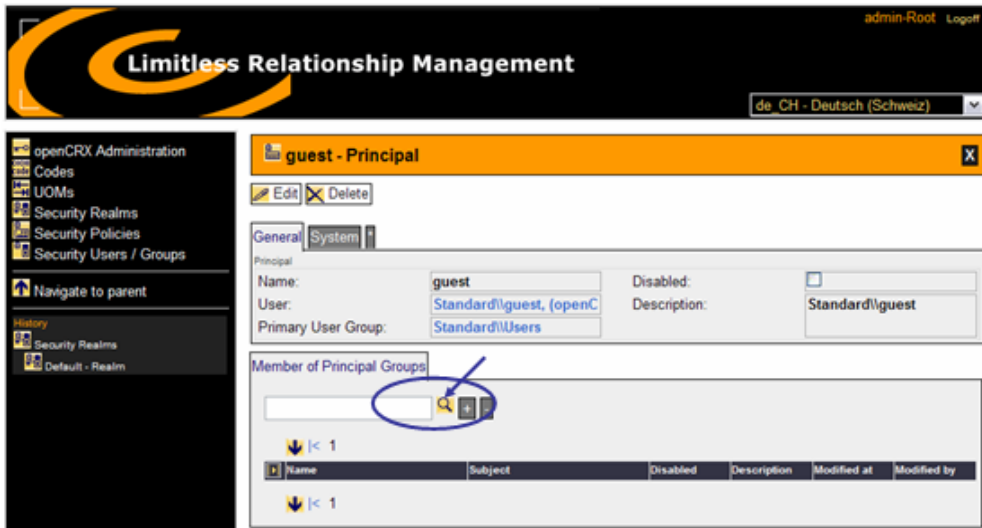 admin-Root Logoff
Limitless Relationship Management
de_CH - Deutsch (Schweiz)
openCRX Administration
Codes
UOMs
Security Realms
Security Policies
Security Users / Groups
Navigate to parent
History
Security Realms
Default - Realm
guest - Principal
X
Edit Delete
General System *
Principal
Name: guest Disabled:
User: Standard\\guest, (openC Description: Standard\\guest
Primary User Group: Standard\\Users
Member of Principal Groups
+ -
|< 1
Name Subject Disabled Description Modified at Modified by
|< 1